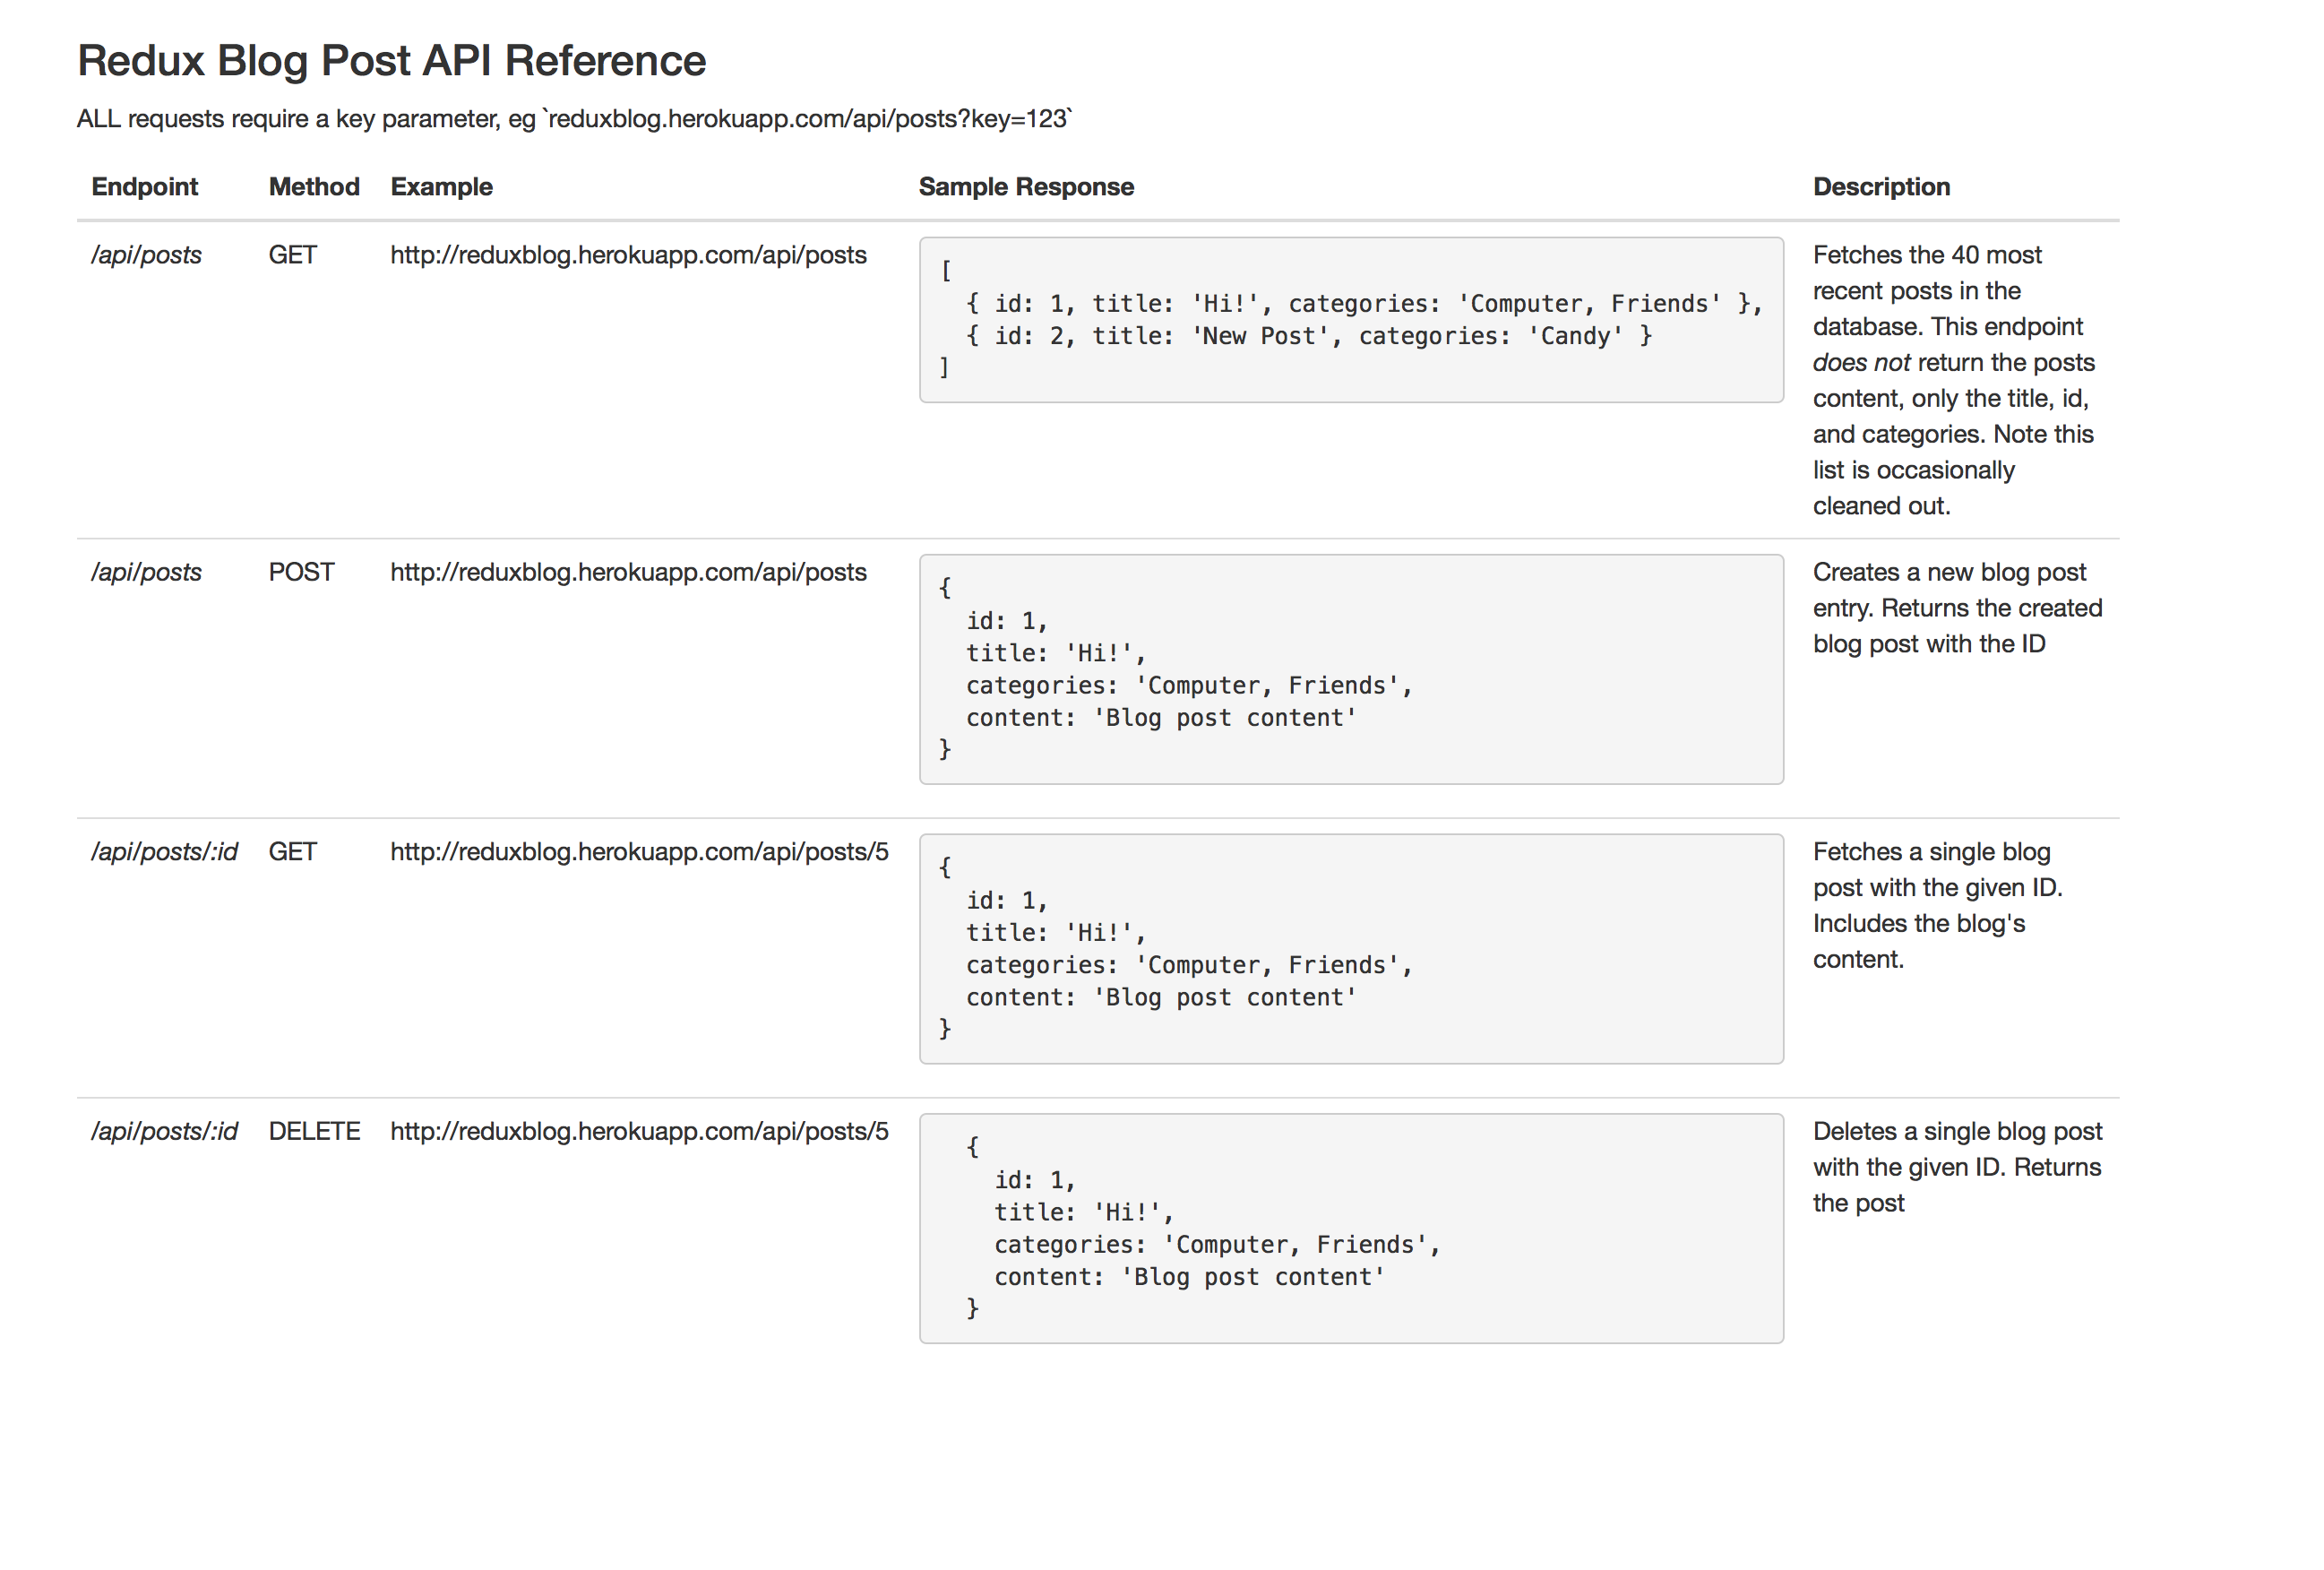 Redux Blog Post API Reference
ALL requests require a key parameter, eg `reduxblog.herokuapp.com/api/posts?key=123`
Endpoint Method Example Sample Response Description
/api/posts GET http://reduxblog.herokuapp.com/api/posts
[
  { id: 1, title: 'Hi!', categories: 'Computer, Friends' },
  { id: 2, title: 'New Post', categories: 'Candy' }
]
Fetches the 40 most
recent posts in the
database. This endpoint
does not return the posts
content, only the title, id,
and categories. Note this
list is occasionally
cleaned out.
/api/posts POST http://reduxblog.herokuapp.com/api/posts
{
  id: 1,
  title: 'Hi!',
  categories: 'Computer, Friends',
  content: 'Blog post content'
}
Creates a new blog post
entry. Returns the created
blog post with the ID
/api/posts/:id GET http://reduxblog.herokuapp.com/api/posts/5
{
  id: 1,
  title: 'Hi!',
  categories: 'Computer, Friends',
  content: 'Blog post content'
}
Fetches a single blog
post with the given ID.
Includes the blog's
content.
/api/posts/:id DELETE http://reduxblog.herokuapp.com/api/posts/5
  {
    id: 1,
    title: 'Hi!',
    categories: 'Computer, Friends',
    content: 'Blog post content'
  }
Deletes a single blog post
with the given ID. Returns
the post